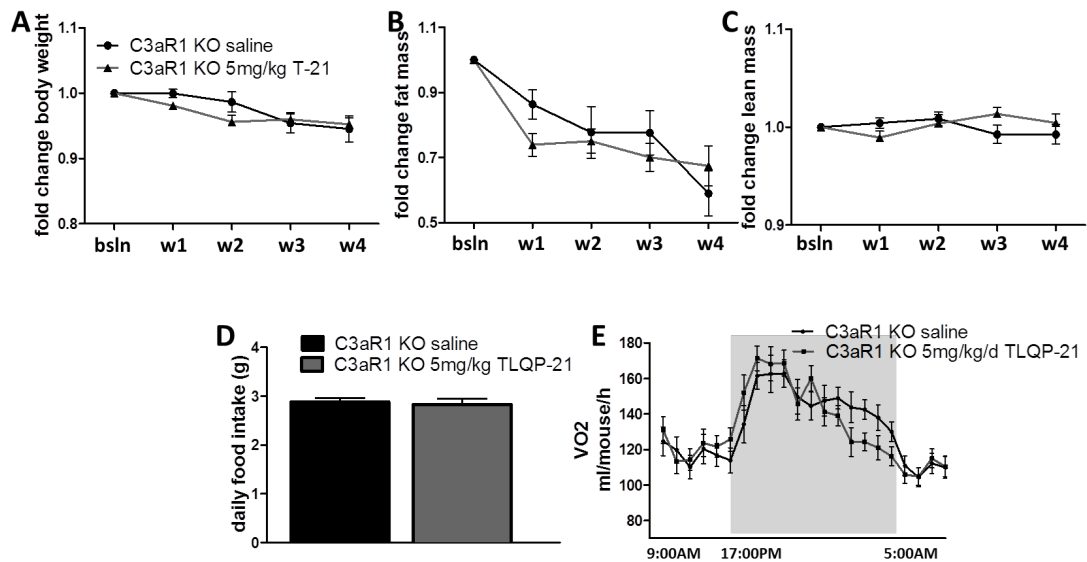 A
fold change body weight
1.1
1.0
0.9
0.8
C3aR1 KO saline
C3aR1 KO 5mg/kg T-21
bsln w1 w2 w3 w4
B
fold change fat mass
1.1
0.9
0.7
0.5
bsln w1 w2 w3 w4
C
fold change lean mass
1.1
1.0
0.9
bsln w1 w2 w3 w4
D
daily food intake (g)
4
3
2
1
0
C3aR1 KO saline
C3aR1 KO 5mg/kg TLQP-21
E
VO2
ml/mouse/h
180
160
140
120
100
80
C3aR1 KO saline
C3aR1 KO 5mg/kg/d TLQP-21
9:00AM 17:00PM 5:00AM